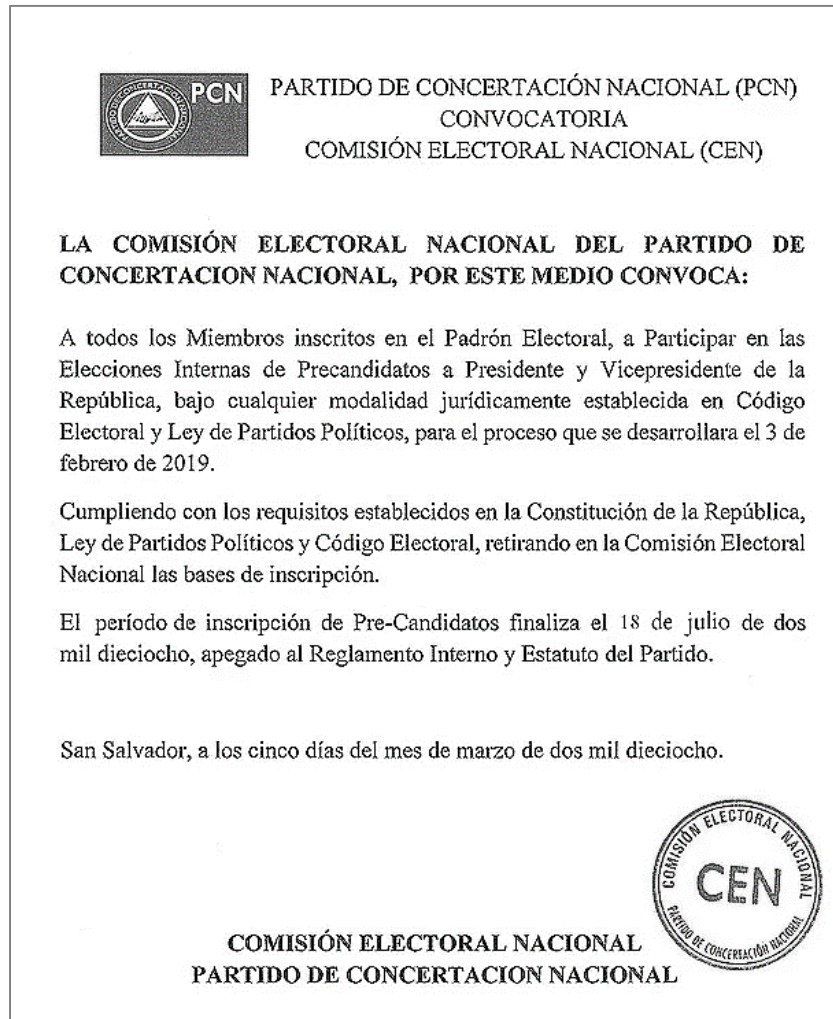 PCN
PARTIDO DE CONCERTACIÓN NACIONAL
PARTIDO DE CONCERTACIÓN NACIONAL (PCN)
CONVOCATORIA
COMISIÓN ELECTORAL NACIONAL (CEN)
LA COMISIÓN ELECTORAL NACIONAL DEL PARTIDO DE
CONCERTACION NACIONAL, POR ESTE MEDIO CONVOCA:
A todos los Miembros inscritos en el Padrón Electoral, a Participar en las
Elecciones Internas de Precandidatos a Presidente y Vicepresidente de la
República, bajo cualquier modalidad jurídicamente establecida en Código
Electoral y Ley de Partidos Políticos, para el proceso que se desarrollara el 3 de
febrero de 2019.
Cumpliendo con los requisitos establecidos en la Constitución de la República,
Ley de Partidos Políticos y Código Electoral, retirando en la Comisión Electoral
Nacional las bases de inscripción.
El período de inscripción de Pre-Candidatos finaliza el 18 de julio de dos
mil dieciocho, apegado al Reglamento Interno y Estatuto del Partido.
San Salvador, a los cinco días del mes de marzo de dos mil dieciocho.
COMISIÓN ELECTORAL NACIONAL
CEN
PARTIDO DE CONCERTACIÓN NACIONAL
COMISIÓN ELECTORAL NACIONAL
PARTIDO DE CONCERTACION NACIONAL